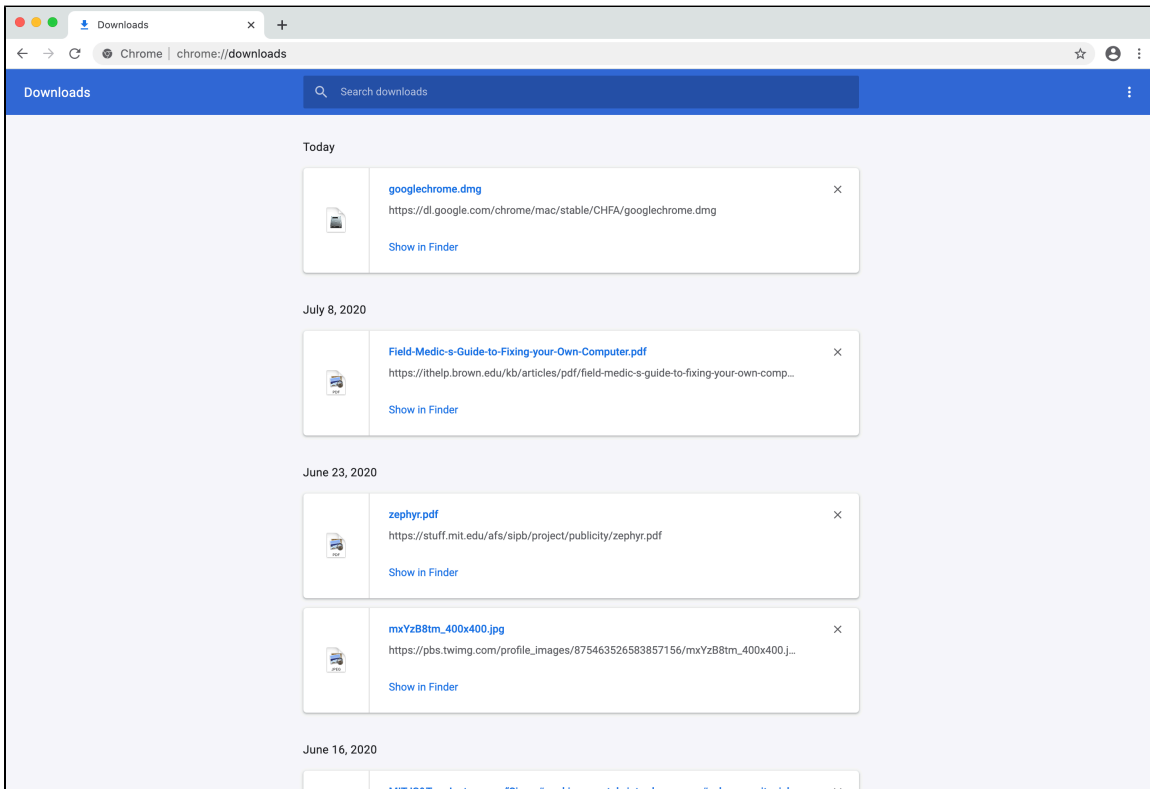 Downloads
Chrome | chrome://downloads
Downloads
Search downloads
Today
googlechrome.dmg
https://dl.google.com/chrome/mac/stable/CHFA/googlechrome.dmg
Show in Finder
July 8, 2020
Field-Medic-s-Guide-to-Fixing-your-Own-Computer.pdf
https://ithelp.brown.edu/kb/articles/pdf/field-medic-s-guide-to-fixing-your-own-comp...
PDF
Show in Finder
June 23, 2020
zephyr.pdf
https://stuff.mit.edu/afs/sipb/project/publicity/zephyr.pdf
PDF
Show in Finder
mxYzB8tm_400x400.jpg
https://pbs.twimg.com/profile_images/875463526583857156/mxYzB8tm_400x400.j...
JPEG
Show in Finder
June 16, 2020